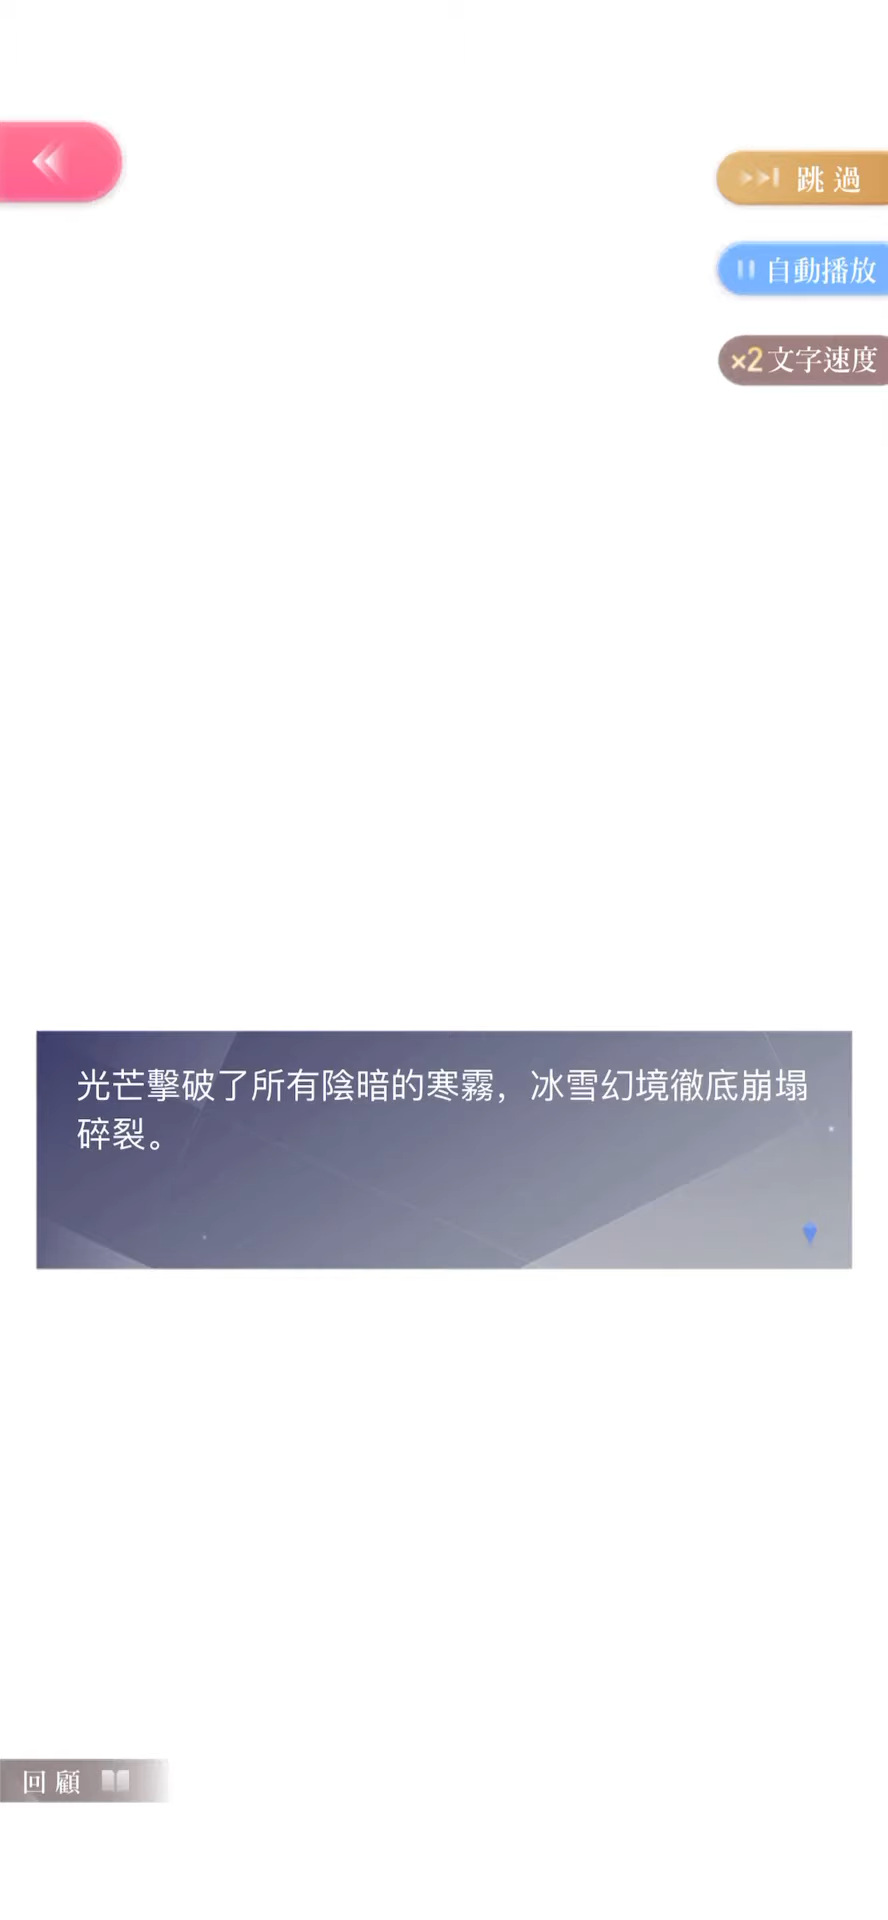 跳過
自動播放
×2文字速度
光芒擊破了所有陰暗的寒霧，冰雪幻境徹底崩塌
碎裂。
回顧